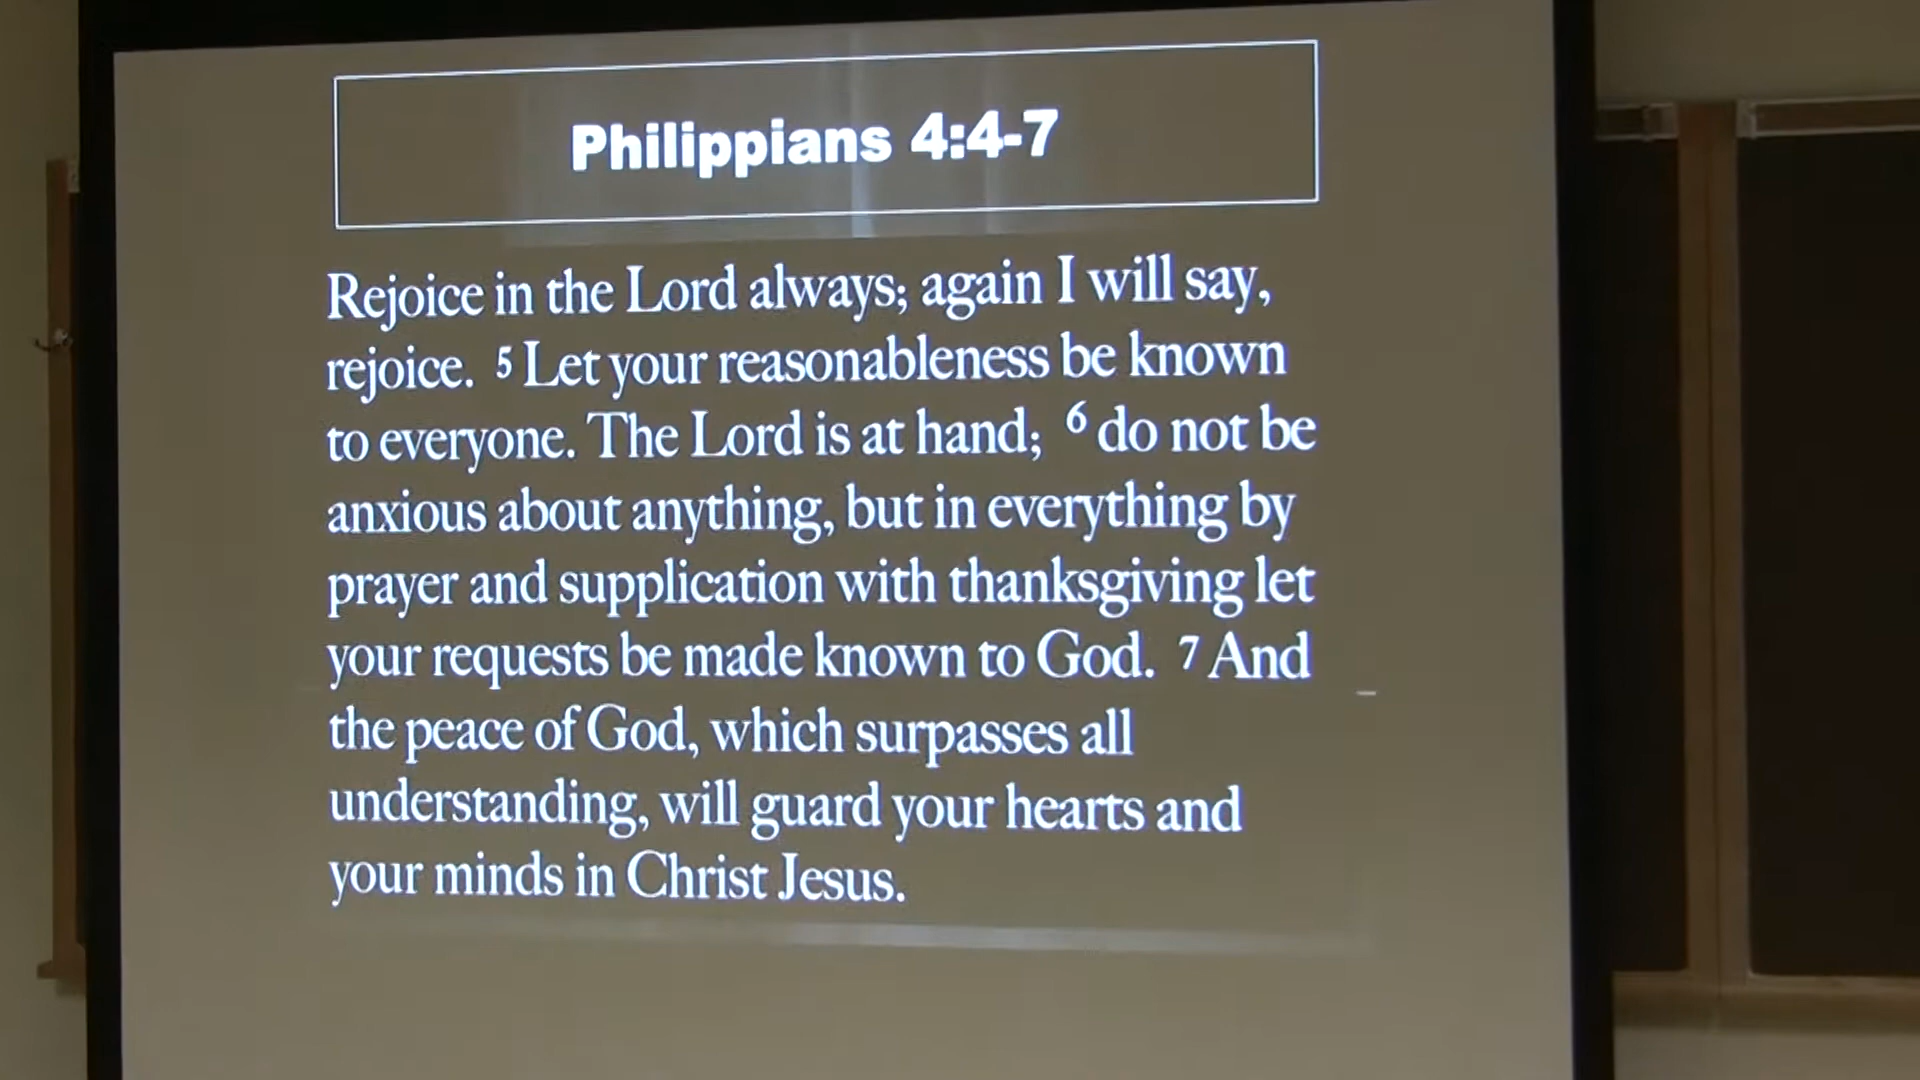 Philippians 4:4-7
Rejoice in the Lord always; again I will say,
rejoice. 5 Let your reasonableness be known
to everyone. The Lord is at hand; 6 do not be
anxious about anything, but in everything by
prayer and supplication with thanksgiving let
your requests be made known to God. 7 And
the peace of God, which surpasses all
understanding, will guard your hearts and
your minds in Christ Jesus.